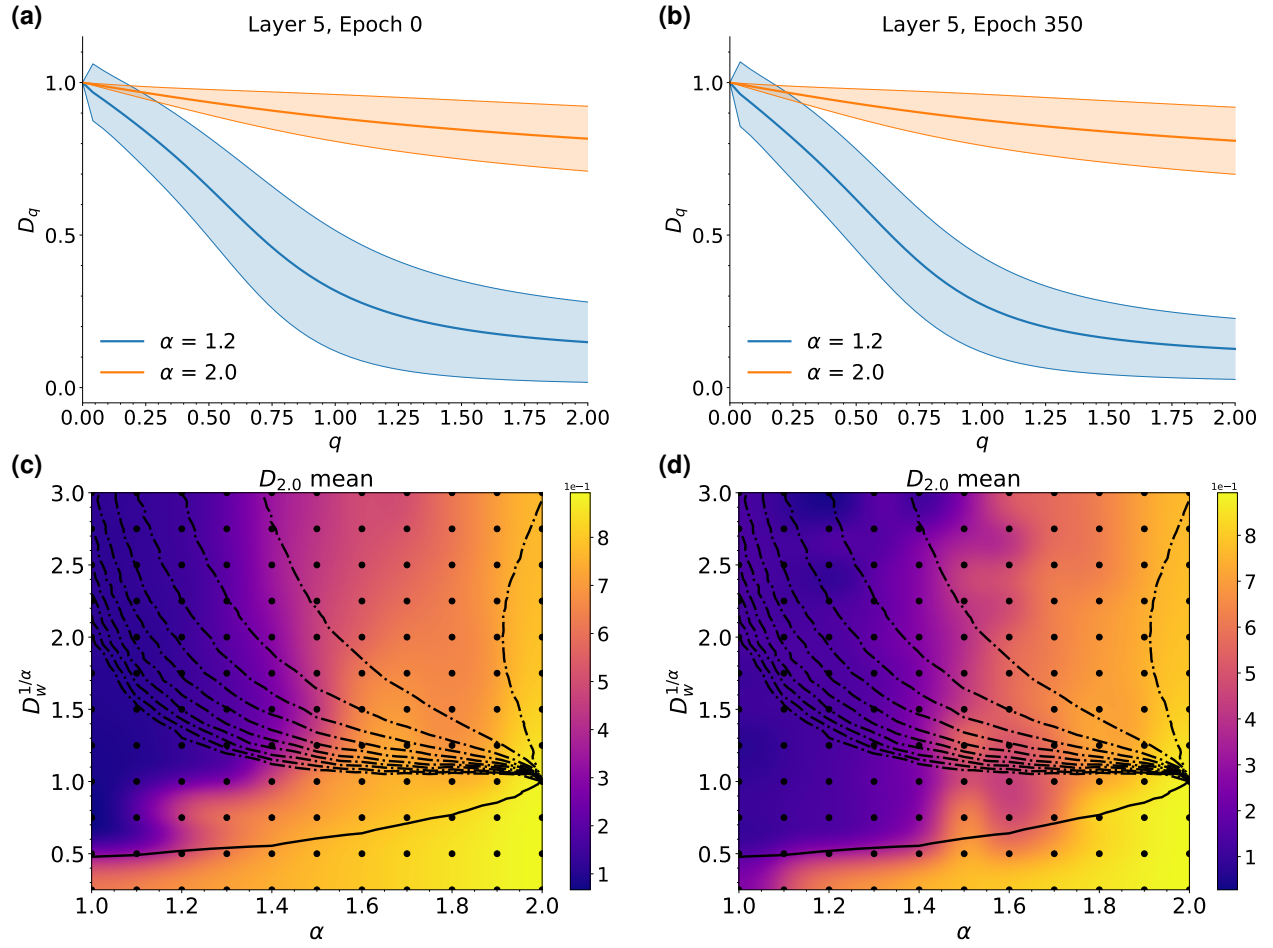 (a)
Layer 5, Epoch 0
D_q
1.0
0.5
0.0
α = 1.2
α = 2.0
0.00 0.25 0.50 0.75 1.00 1.25 1.50 1.75 2.00
q
(b)
Layer 5, Epoch 350
D_q
1.0
0.5
0.0
α = 1.2
α = 2.0
0.00 0.25 0.50 0.75 1.00 1.25 1.50 1.75 2.00
q
(c)
D_{2.0} mean
D_w^{1/α}
3.0
2.5
2.0
1.5
1.0
0.5
1.0 1.2 1.4 1.6 1.8 2.0
α
1e−1
8
7
6
5
4
3
2
1
(d)
D_{2.0} mean
D_w^{1/α}
3.0
2.5
2.0
1.5
1.0
0.5
1.0 1.2 1.4 1.6 1.8 2.0
α
1e−1
8
7
6
5
4
3
2
1